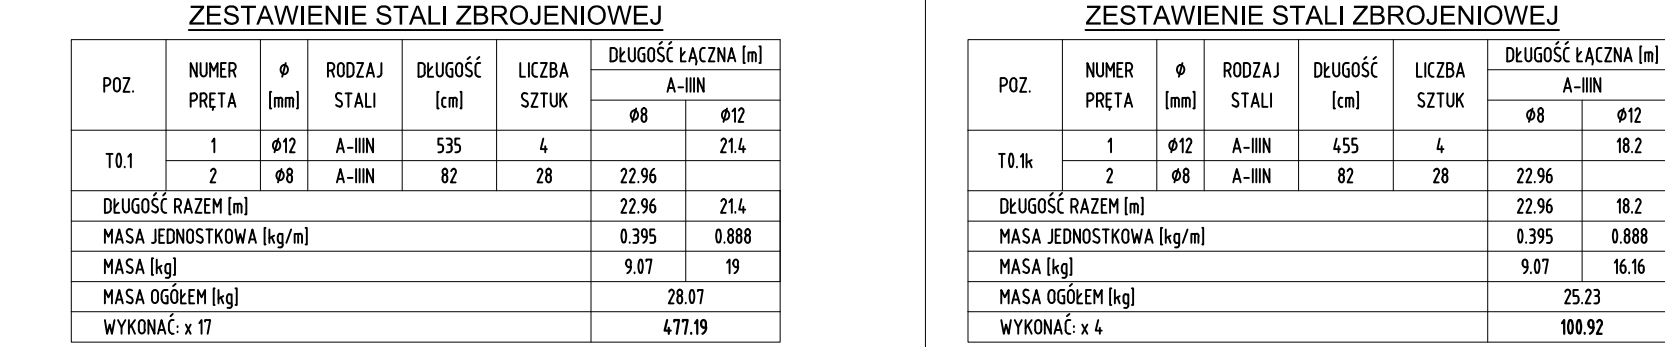 ZESTAWIENIE STALI ZBROJENIOWEJ
POZ. NUMER PRĘTA ϕ [mm] RODZAJ STALI DŁUGOŚĆ [cm] LICZBA SZTUK DŁUGOŚĆ ŁĄCZNA [m]
A-IIIN
ϕ8 ϕ12
T0.1 1 ϕ12 A-IIIN 535 4 21.4
2 ϕ8 A-IIIN 82 28 22.96
DŁUGOŚĆ RAZEM [m] 22.96 21.4
MASA JEDNOSTKOWA [kg/m] 0.395 0.888
MASA [kg] 9.07 19
MASA OGÓŁEM [kg] 28.07
WYKONAĆ: x 17 477.19
ZESTAWIENIE STALI ZBROJENIOWEJ
POZ. NUMER PRĘTA ϕ [mm] RODZAJ STALI DŁUGOŚĆ [cm] LICZBA SZTUK DŁUGOŚĆ ŁĄCZNA [m]
A-IIIN
ϕ8 ϕ12
T0.1k 1 ϕ12 A-IIIN 455 4 18.2
2 ϕ8 A-IIIN 82 28 22.96
DŁUGOŚĆ RAZEM [m] 22.96 18.2
MASA JEDNOSTKOWA [kg/m] 0.395 0.888
MASA [kg] 9.07 16.16
MASA OGÓŁEM [kg] 25.23
WYKONAĆ: x 4 100.92